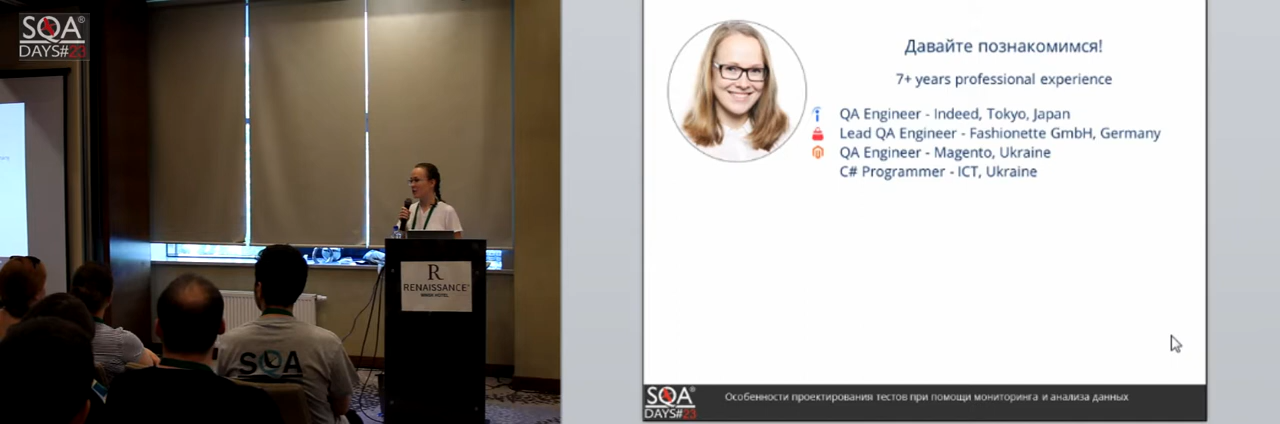 SQA®
DAYS#23
R
RENAISSANCE®
MINSK HOTEL
SQA
Давайте познакомимся!
7+ years professional experience
QA Engineer - Indeed, Tokyo, Japan
Lead QA Engineer - Fashionette GmbH, Germany
QA Engineer - Magento, Ukraine
C# Programmer - ICT, Ukraine
SQA®
DAYS#23
Особенности проектирования тестов при помощи мониторинга и анализа данных